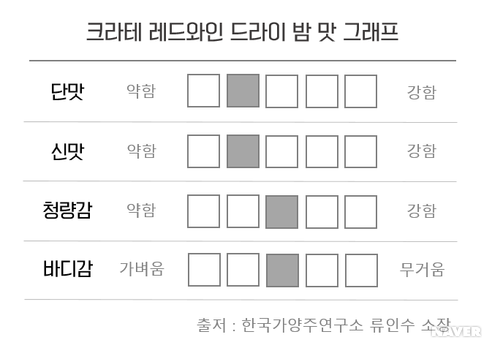 크라테 레드와인 드라이 밤 맛 그래프
단맛 약함 강함
신맛 약함 강함
청량감 약함 강함
바디감 가벼움 무거움
출저 : 한국가양주연구소 류인수 소장
NAVER